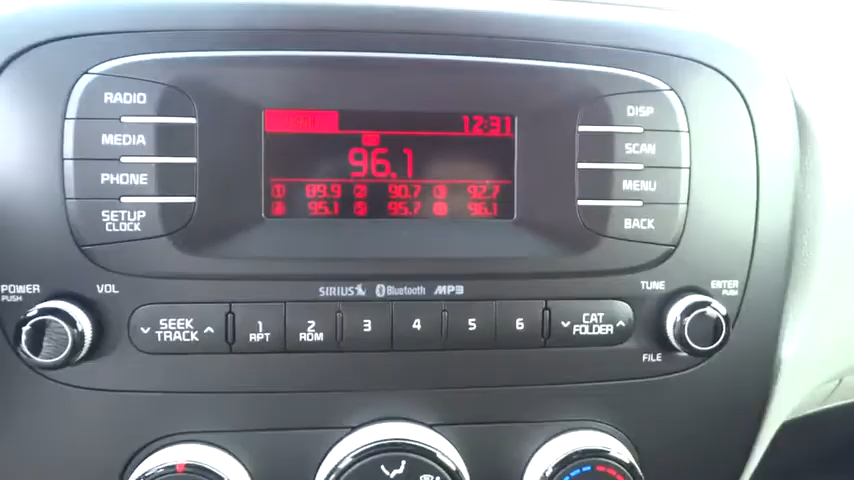 RADIO
MEDIA
PHONE
SETUP
CLOCK
12:31
96.1
1 89.9 2 90.7 3 92.7
4 95.1 5 95.7 6 96.1
DISP
SCAN
MENU
BACK
POWER
PUSH
VOL
SIRIUS Bluetooth MP3
TUNE
ENTER
PUSH
SEEK
TRACK
1
RPT
2
RDM
3
4
5
6
CAT
FOLDER
FILE